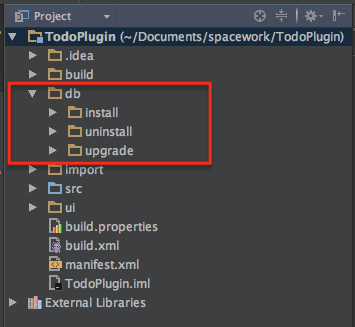 Project
TodoPlugin (~/Documents/spacework/TodoPlugin)
.idea
build
db
install
uninstall
upgrade
import
src
ui
build.properties
build.xml
manifest.xml
TodoPlugin.iml
External Libraries